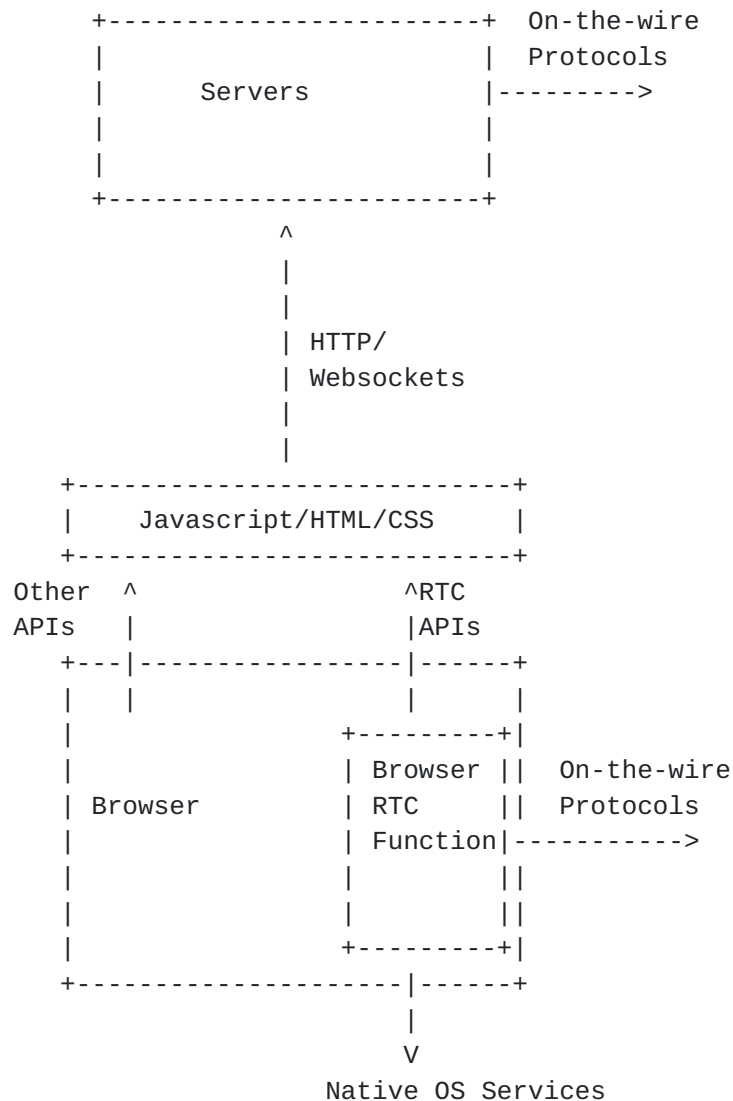 On-the-wire
Protocols
Servers
HTTP/
Websockets
Javascript/HTML/CSS
Other RTC
APIs APIs
Browser On-the-wire
Browser RTC Protocols
Function
Native OS Services